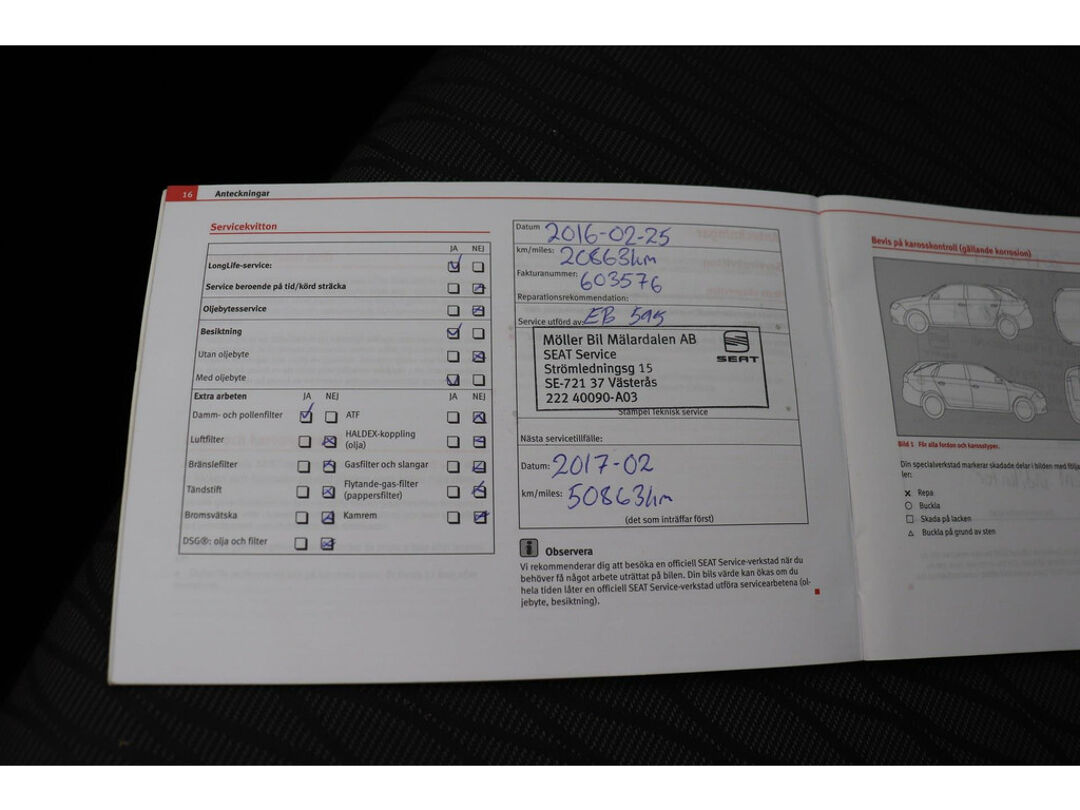 16 Anteckningar
Servicekvitton
JA NEJ
LongLife-service:
Service beroende på tid/körd sträcka
Oljebytesservice
Besiktning
Utan oljebyte
Med oljebyte
Extra arbeten JA NEJ JA NEJ
Damm- och pollenfilter ATF
Luftfilter HALDEX-koppling
(olja)
Bränslefilter Gasfilter och slangar
Tändstift Flytande-gas-filter
(pappersfilter)
Bromsvätska Kamrem
DSG®: olja och filter
Datum 2016-02-25
km/miles: 20863km
Fakturanummer: 603576
Reparationsrekommendation:
Service utförd av: EB 595
Möller Bil Mälardalen AB
SEAT Service
Strömledningsg 15
SE-721 37 Västerås
222 40090-A03
SEAT
Stämpel Teknisk service
Nästa servicetillfälle:
Datum: 2017-02
km/miles: 50863km
(det som inträffar först)
i Observera
Vi rekommenderar dig att besöka en officiell SEAT Service-verkstad när du
behöver få något arbete uträttat på bilen. Din bils värde kan ökas om du
hela tiden låter en officiell SEAT Service-verkstad utföra servicearbetena (ol-
jebyte, besiktning).
Bevis på karosskontroll (gällande korrosion)
Bild 1 För alla fordon och karosstyper.
Din specialverkstad markerar skadade delar i bilden med följa
ler:
Repa
Buckla
Skada på lacken
Buckla på grund av sten